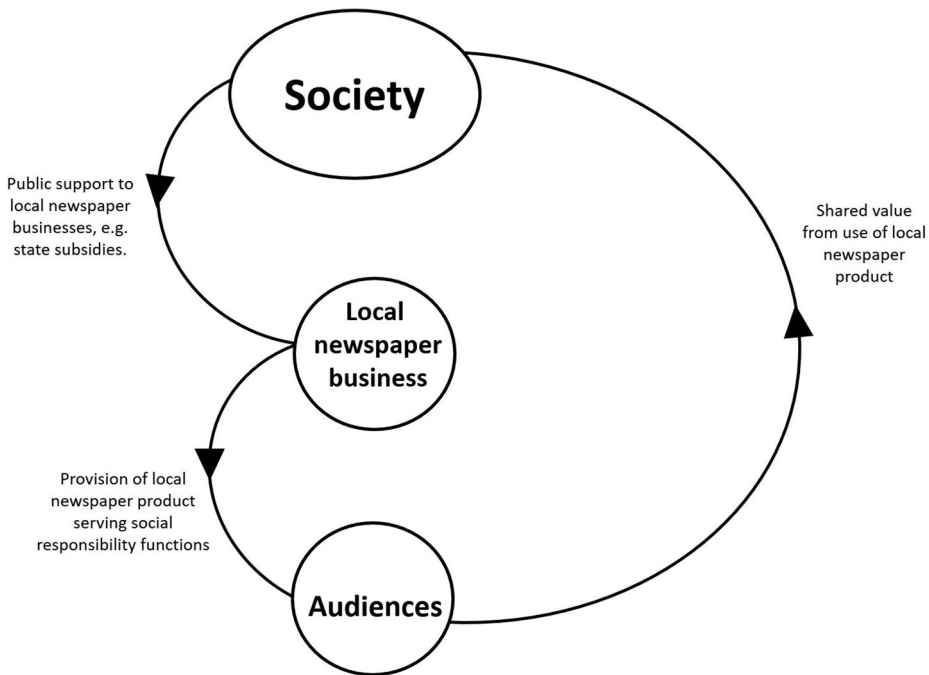 Society
Public support to
local newspaper
businesses, e.g.
state subsidies.
Shared value
from use of local
newspaper
product
Local
newspaper
business
Provision of local
newspaper product
serving social
responsibility functions
Audiences